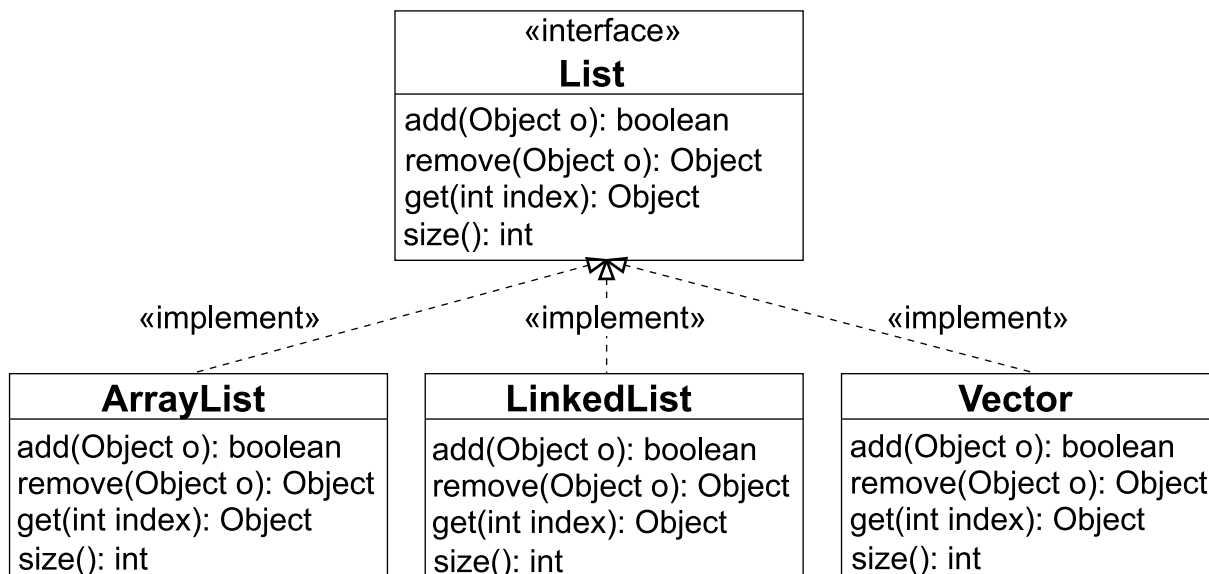 «interface»
List
add(Object o): boolean
remove(Object o): Object
get(int index): Object
size(): int
«implement»
«implement»
«implement»
ArrayList
add(Object o): boolean
remove(Object o): Object
get(int index): Object
size(): int
LinkedList
add(Object o): boolean
remove(Object o): Object
get(int index): Object
size(): int
Vector
add(Object o): boolean
remove(Object o): Object
get(int index): Object
size(): int